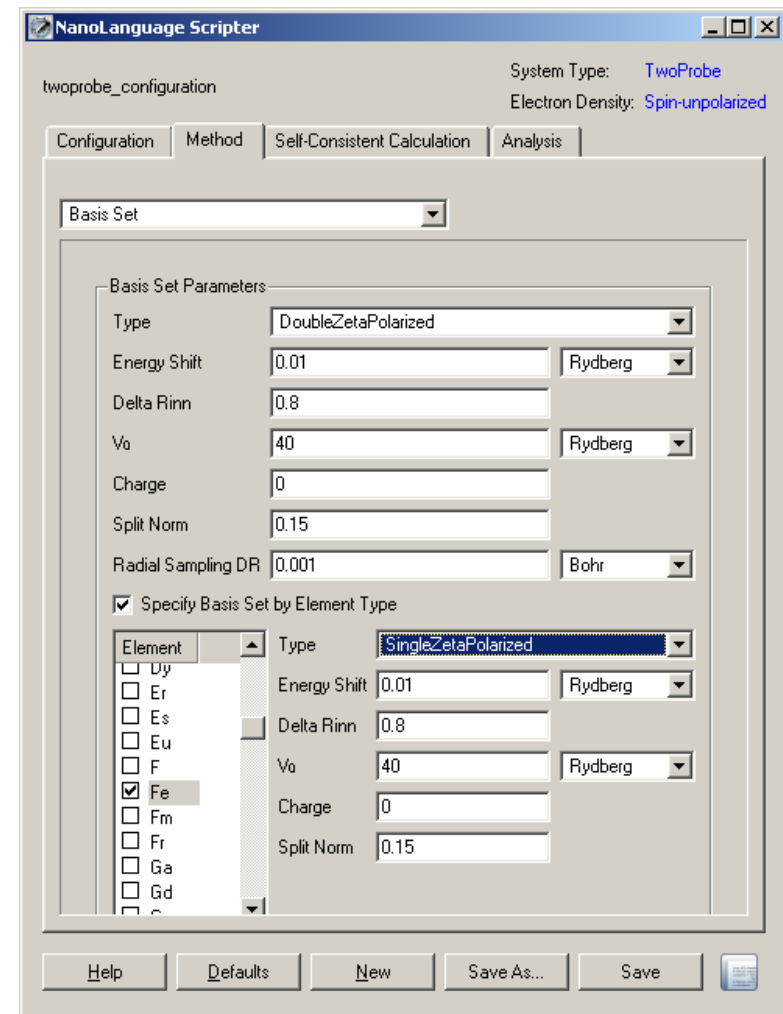 NanoLanguage Scripter
System Type: TwoProbe
twoprobe_configuration
Electron Density: Spin-unpolarized
Configuration Method Self-Consistent Calculation Analysis
Basis Set
Basis Set Parameters
Type DoubleZetaPolarized
Energy Shift 0.01 Rydberg
Delta Rinn 0.8
Vo 40 Rydberg
Charge 0
Split Norm 0.15
Radial Sampling DR 0.001 Bohr
Specify Basis Set by Element Type
Element Type SingleZetaPolarized
Dy
Er Energy Shift 0.01 Rydberg
Es Delta Rinn 0.8
Eu
F Vo 40 Rydberg
Fe
Fm Charge 0
Fr Split Norm 0.15
Ga
Gd
Help Defaults New Save As... Save